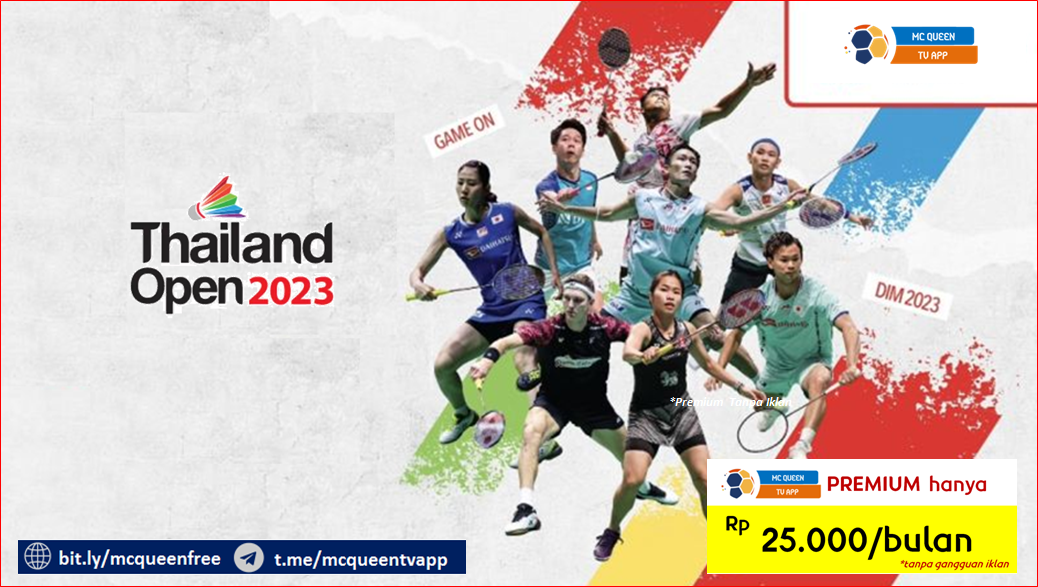 MC QUEEN
TV APP
GAME ON
DAIHATSU
Thailand
Open 2023
DIM 2023
*Premium Tanpa Iklan
MC QUEEN
TV APP
PREMIUM hanya
Rp 25.000/bulan
*tanpa gangguan iklan
bit.ly/mcqueenfree
t.me/mcqueentvapp